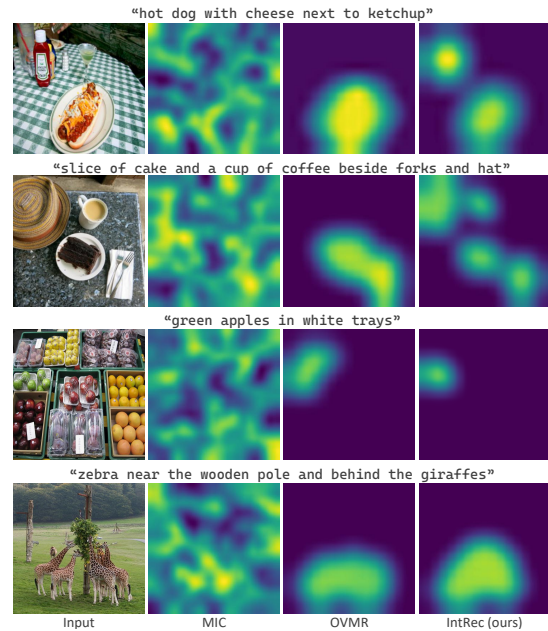 “hot dog with cheese next to ketchup”
“slice of cake and a cup of coffee beside forks and hat”
“green apples in white trays”
“zebra near the wooden pole and behind the giraffes”
Input MIC OVMR IntRec (ours)